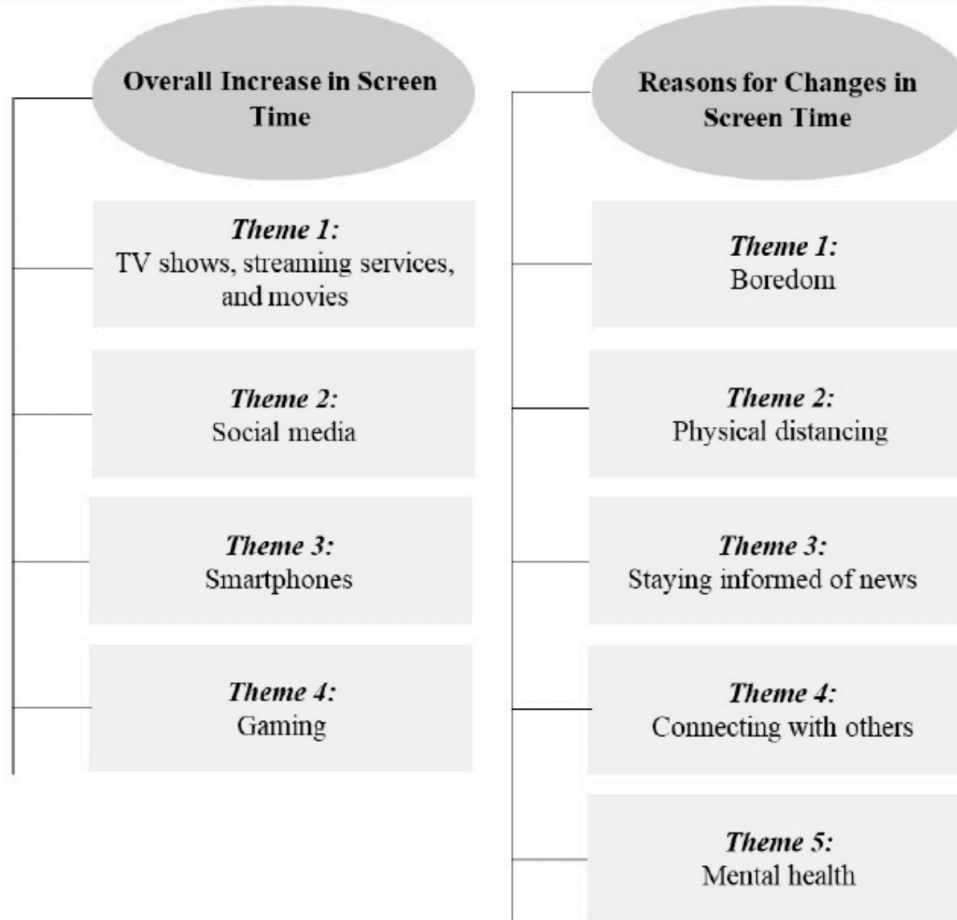 Overall Increase in Screen
Time
Theme 1:
TV shows, streaming services,
and movies
Theme 2:
Social media
Theme 3:
Smartphones
Theme 4:
Gaming
Reasons for Changes in
Screen Time
Theme 1:
Boredom
Theme 2:
Physical distancing
Theme 3:
Staying informed of news
Theme 4:
Connecting with others
Theme 5:
Mental health